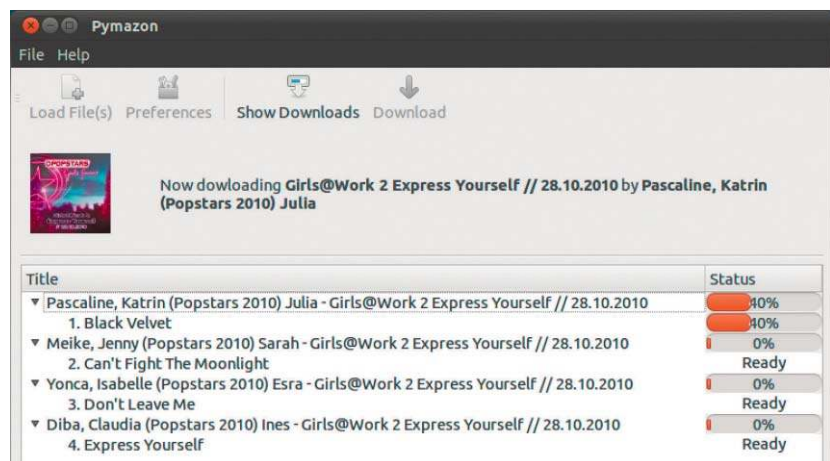 Pymazon
File Help
Load File(s) Preferences Show Downloads Download
POPSTARS
Now dowloading Girls@Work 2 Express Yourself // 28.10.2010 by Pascaline, Katrin
(Popstars 2010) Julia
Title Status
Pascaline, Katrin (Popstars 2010) Julia - Girls@Work 2 Express Yourself // 28.10.2010 40%
1. Black Velvet 40%
Meike, Jenny (Popstars 2010) Sarah - Girls@Work 2 Express Yourself // 28.10.2010 0%
2. Can't Fight The Moonlight Ready
Yonca, Isabelle (Popstars 2010) Esra - Girls@Work 2 Express Yourself // 28.10.2010 0%
3. Don't Leave Me Ready
Diba, Claudia (Popstars 2010) Ines - Girls@Work 2 Express Yourself // 28.10.2010 0%
4. Express Yourself Ready